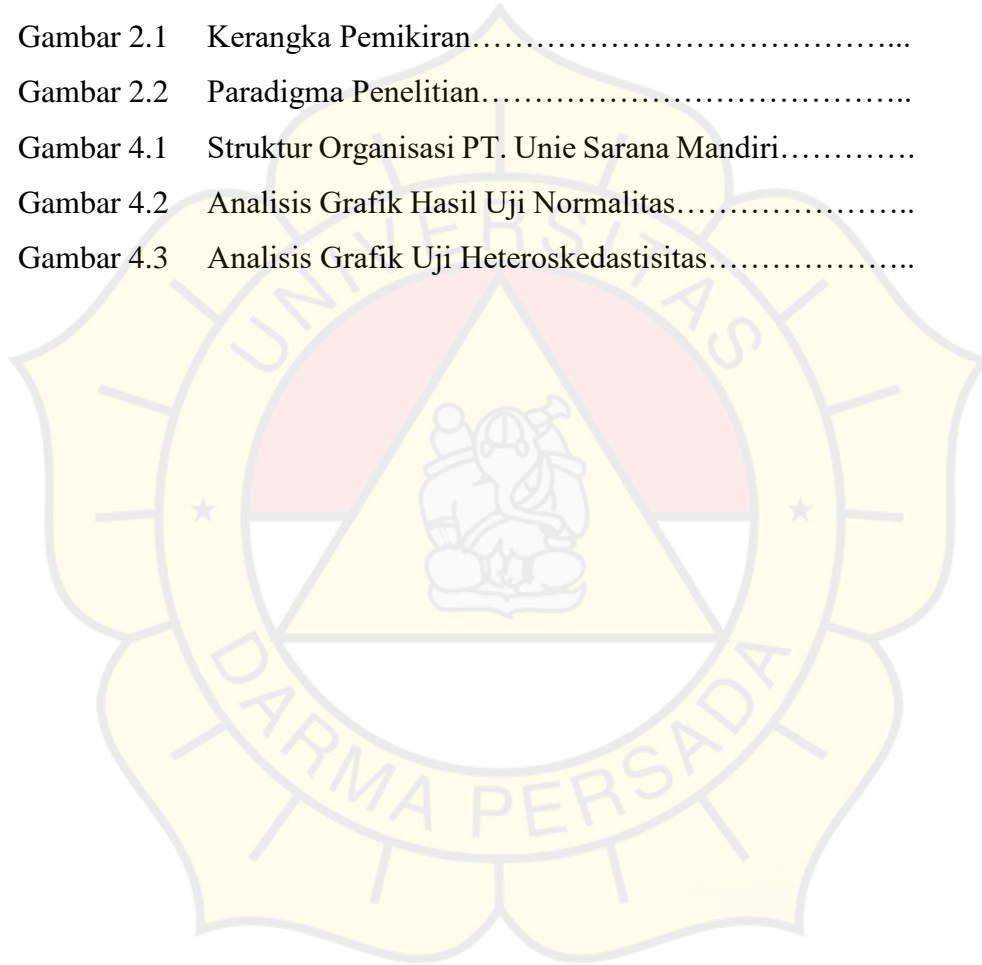 Gambar 2.1 Kerangka Pemikiran…………………………………...
Gambar 2.2 Paradigma Penelitian…………………………………..
Gambar 4.1 Struktur Organisasi PT. Unie Sarana Mandiri………….
Gambar 4.2 Analisis Grafik Hasil Uji Normalitas…………………..
Gambar 4.3 Analisis Grafik Uji Heteroskedastisitas………………..
UNIVERSITAS
DARMA PERSADA